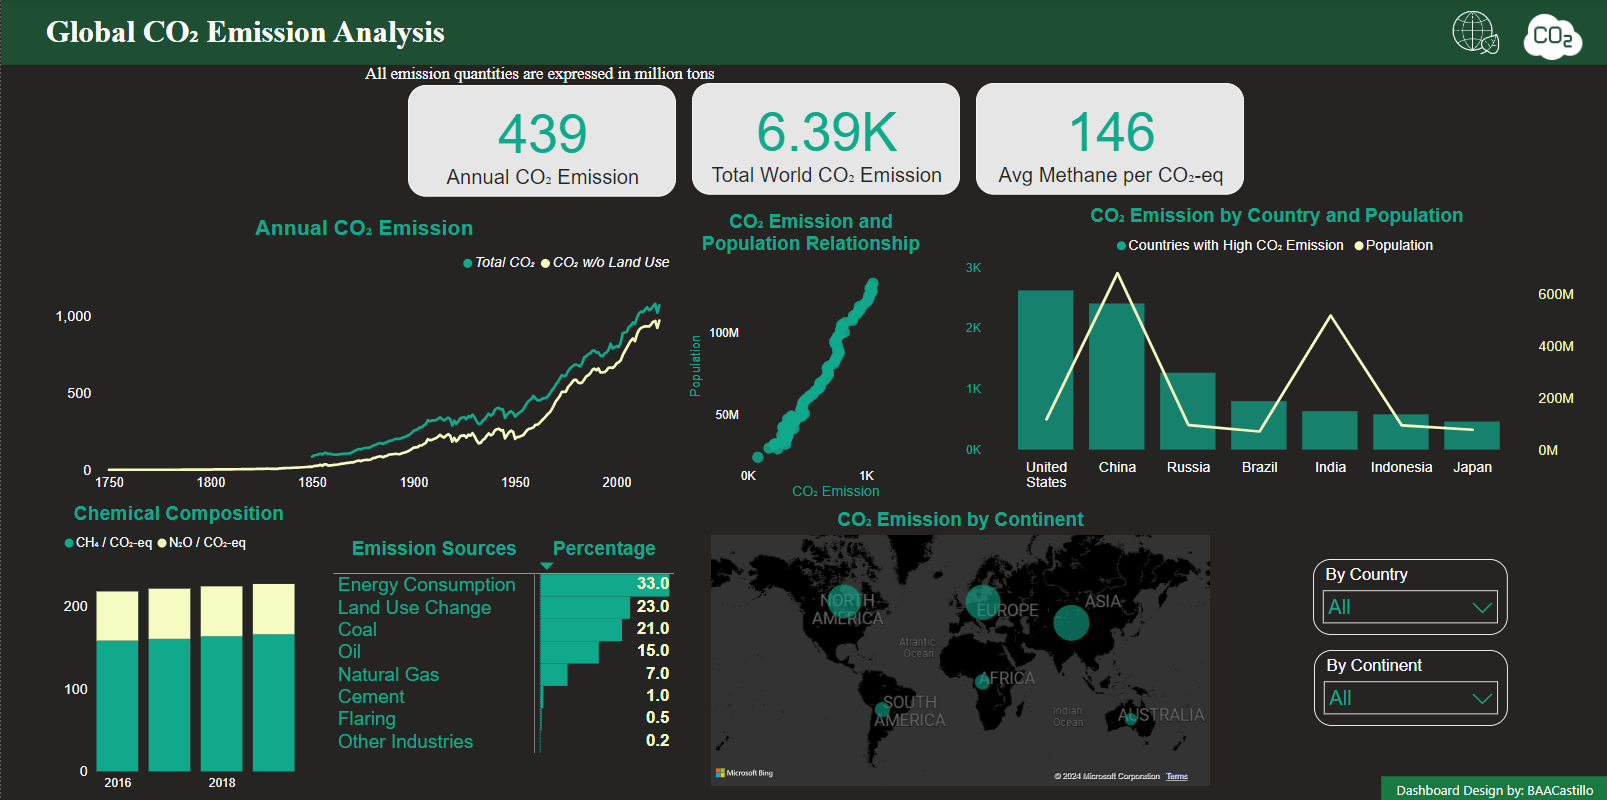 Global CO₂ Emission Analysis
CO₂
All emission quantities are expressed in million tons
439
Annual CO₂ Emission
6.39K
Total World CO₂ Emission
146
Avg Methane per CO₂-eq
Annual CO₂ Emission
Total CO₂ CO₂ w/o Land Use
1,000
500
0
1750 1800 1850 1900 1950 2000
CO₂ Emission and
Population Relationship
Population
100M
50M
0K 1K
CO₂ Emission
CO₂ Emission by Country and Population
Countries with High CO₂ Emission Population
3K
2K
1K
0K
600M
400M
200M
0M
United States China Russia Brazil India Indonesia Japan
Chemical Composition
CH₄ / CO₂-eq N₂O / CO₂-eq
200
100
0
2016 2018
Emission Sources Percentage
Energy Consumption 33.0
Land Use Change 23.0
Coal 21.0
Oil 15.0
Natural Gas 7.0
Cement 1.0
Flaring 0.5
Other Industries 0.2
CO₂ Emission by Continent
NORTH
AMERICA
EUROPE
ASIA
Atlantic
Ocean
AFRICA
SOUTH
AMERICA
Indian
Ocean
AUSTRALIA
Microsoft Bing
© 2024 Microsoft Corporation Terms
By Country
All
By Continent
All
Dashboard Design by: BAACastillo